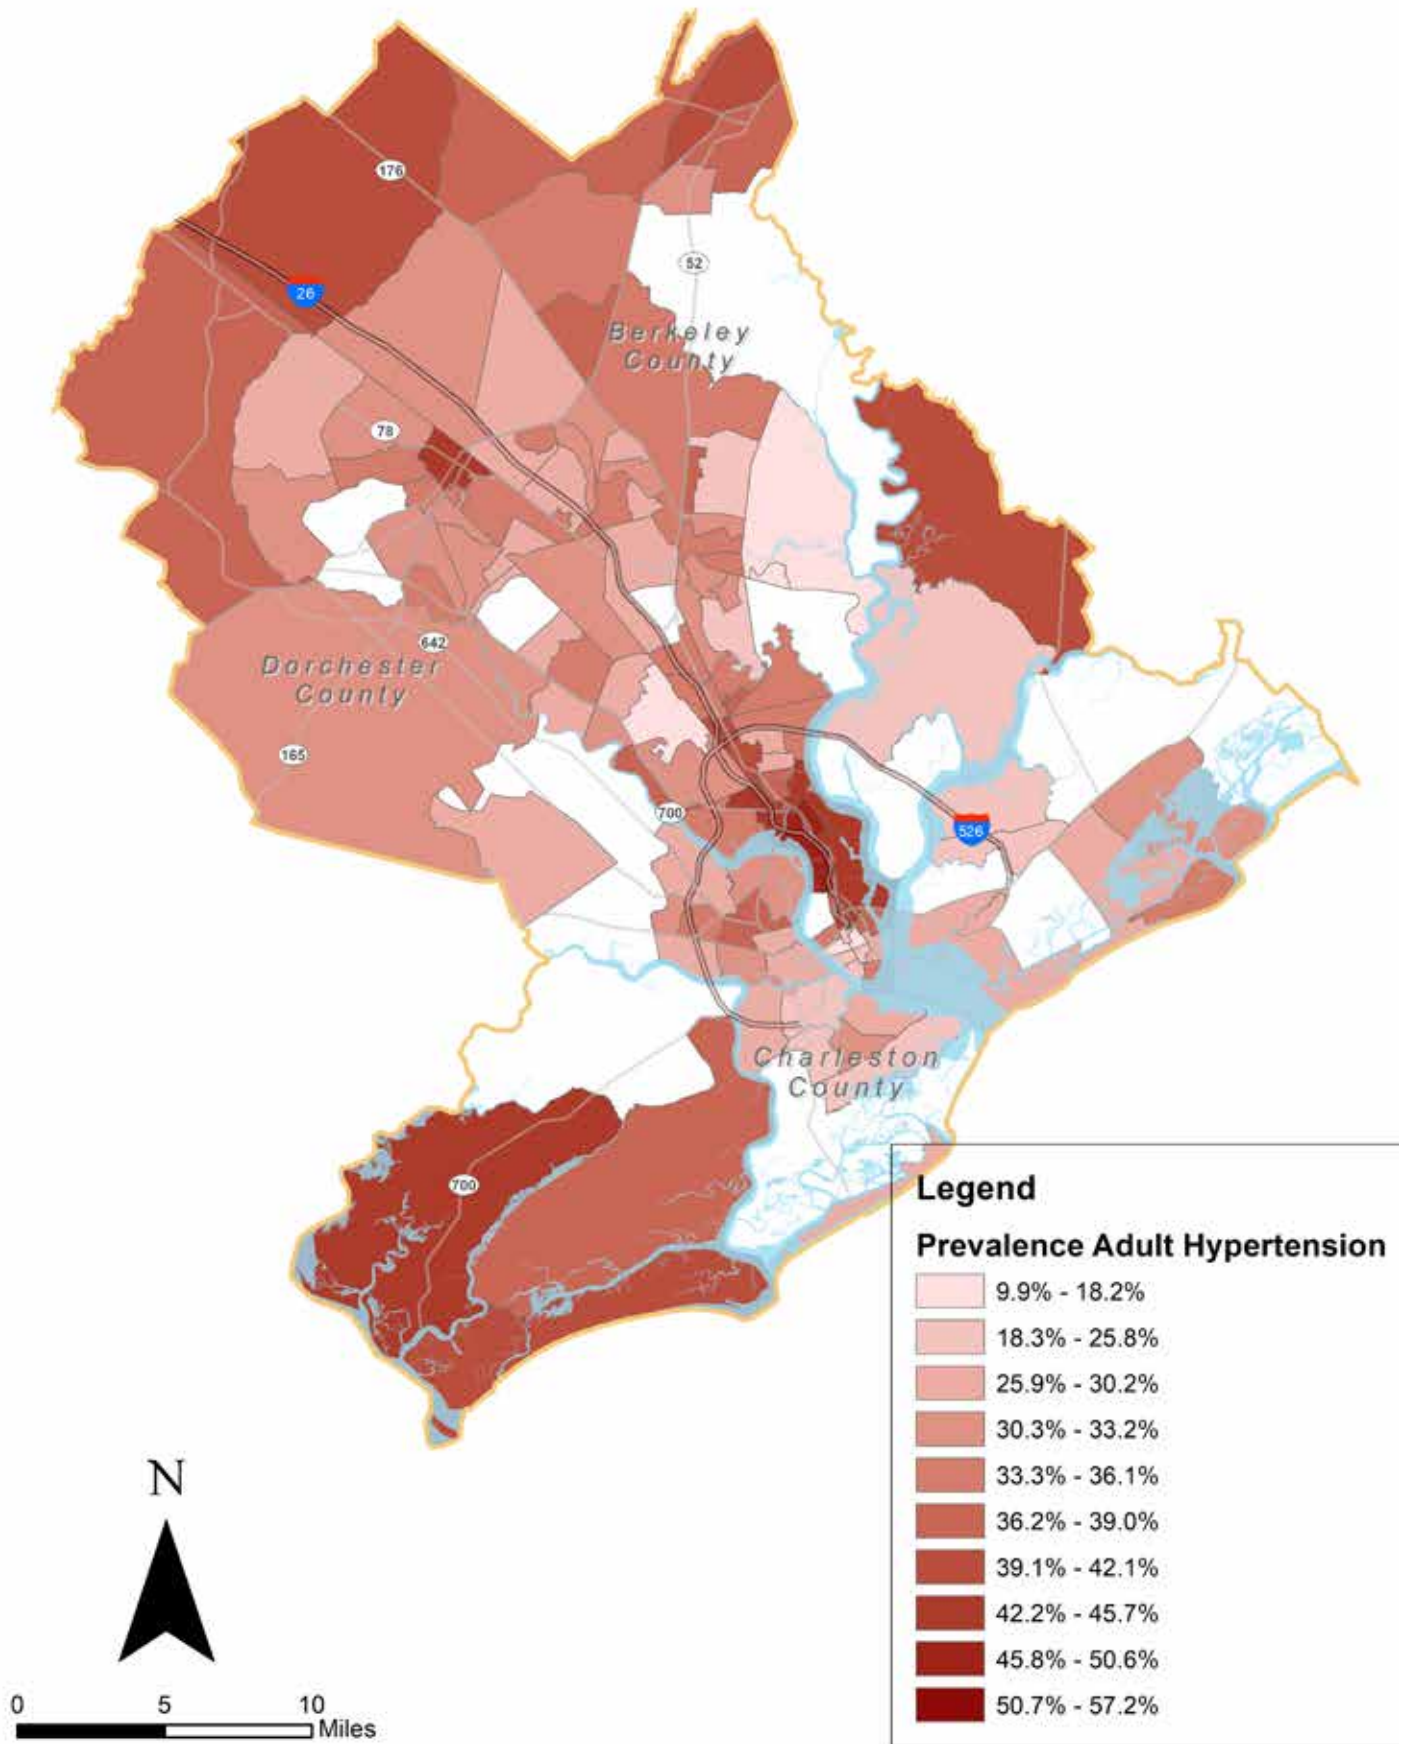 176
26
52
Berkeley
County
78
642
Dorchester
County
165
700
526
Charleston
County
700
Legend
Prevalence Adult Hypertension
9.9% - 18.2%
18.3% - 25.8%
25.9% - 30.2%
30.3% - 33.2%
33.3% - 36.1%
36.2% - 39.0%
39.1% - 42.1%
42.2% - 45.7%
45.8% - 50.6%
50.7% - 57.2%
N
0 5 10
Miles